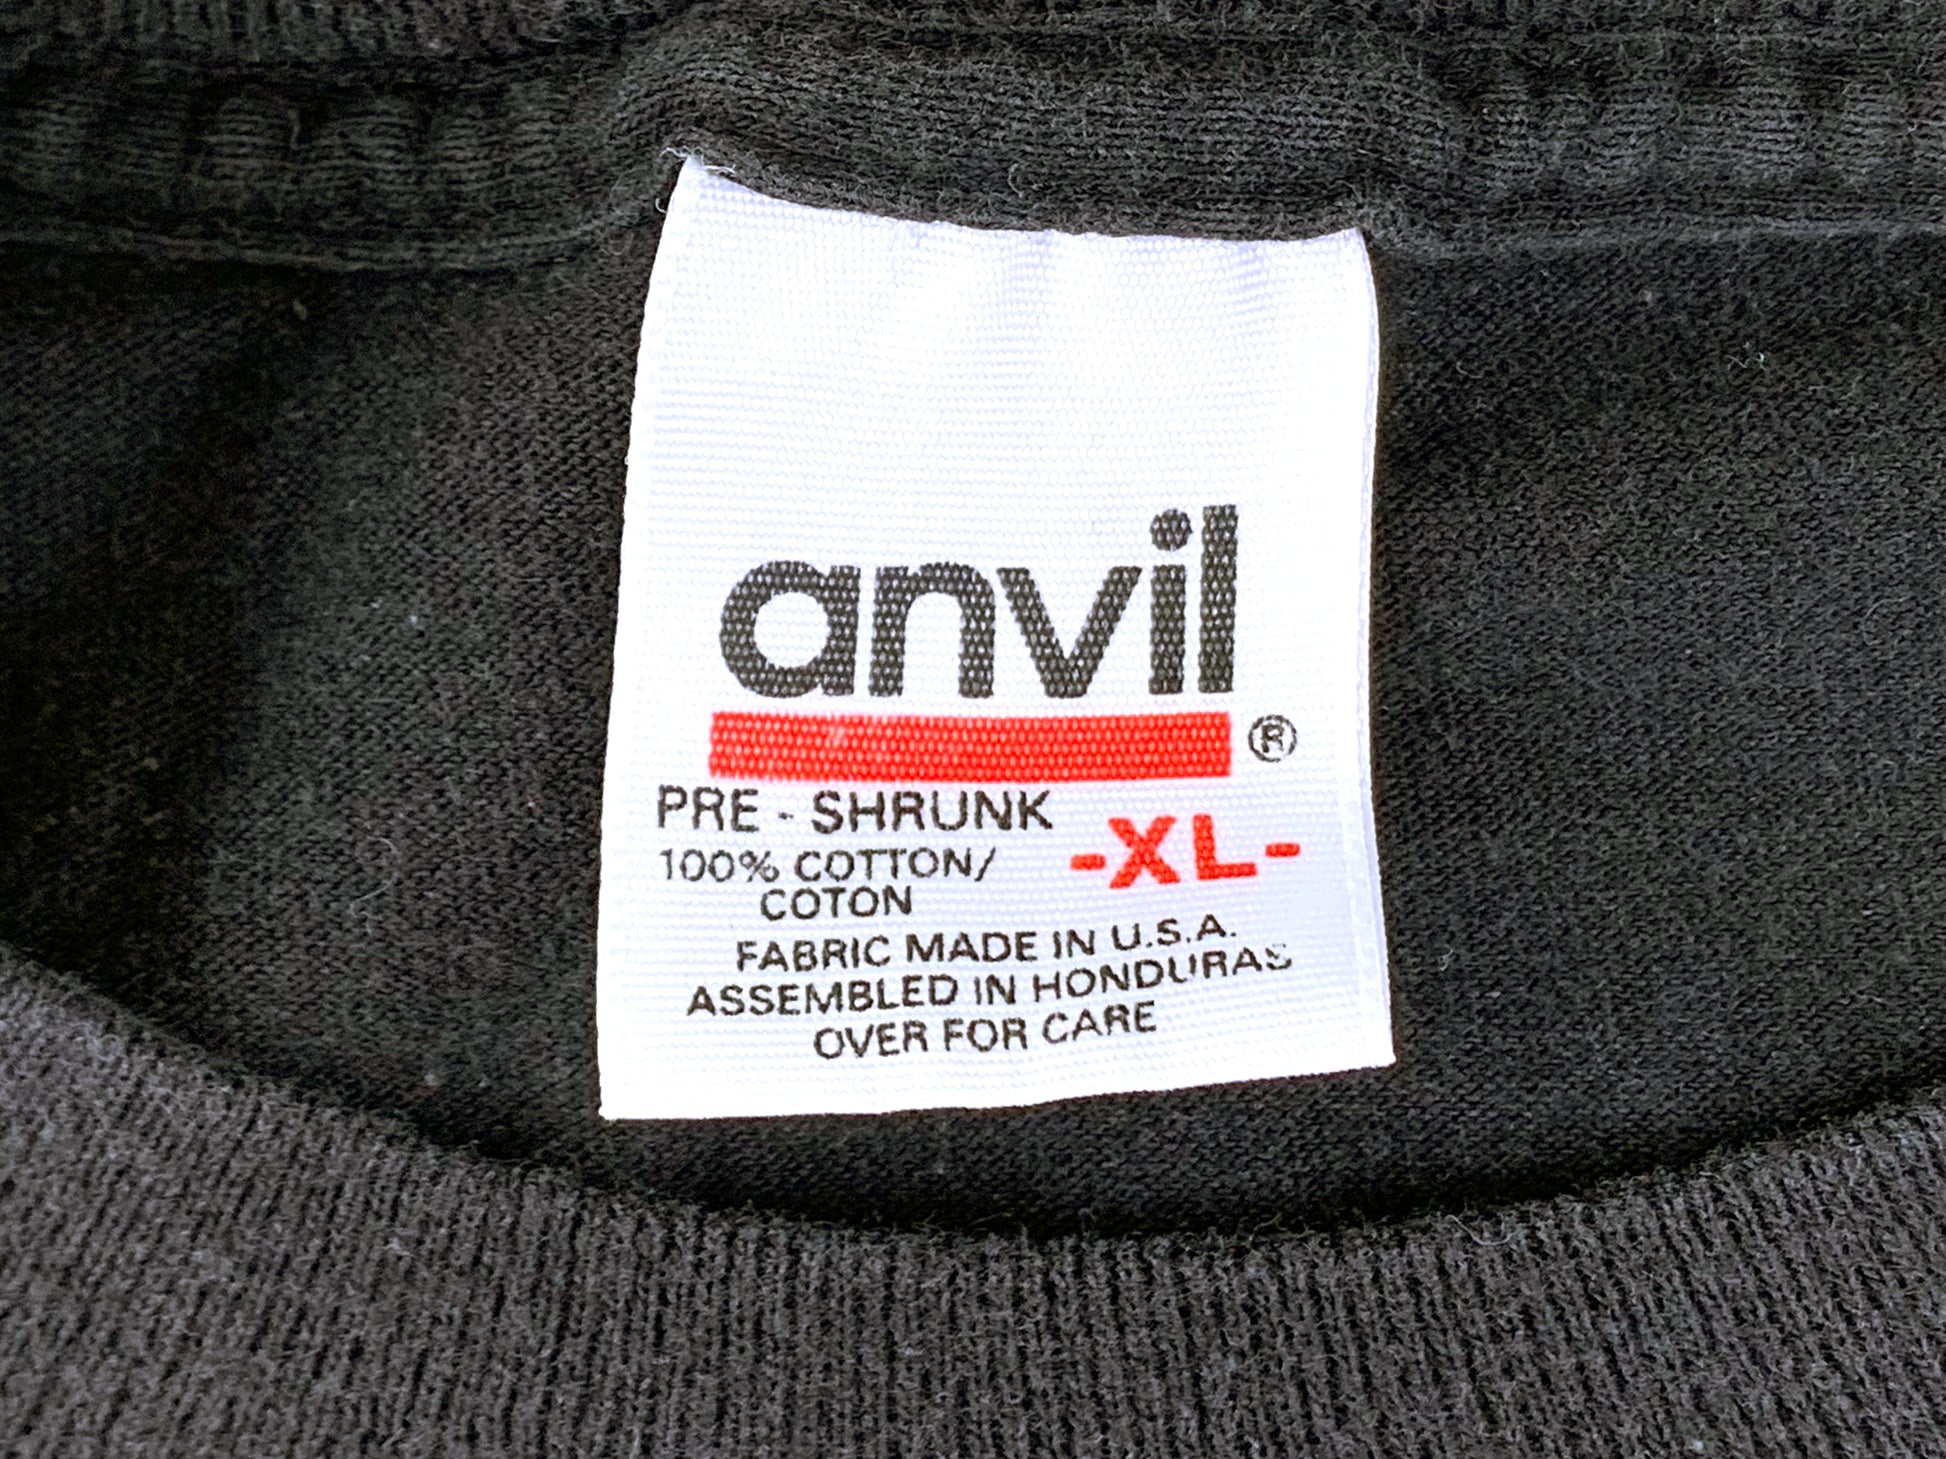 anvil
®
PRE - SHRUNK
-XL-
100% COTTON/
COTON
FABRIC MADE IN U.S.A.
ASSEMBLED IN HONDURAS
OVER FOR CARE